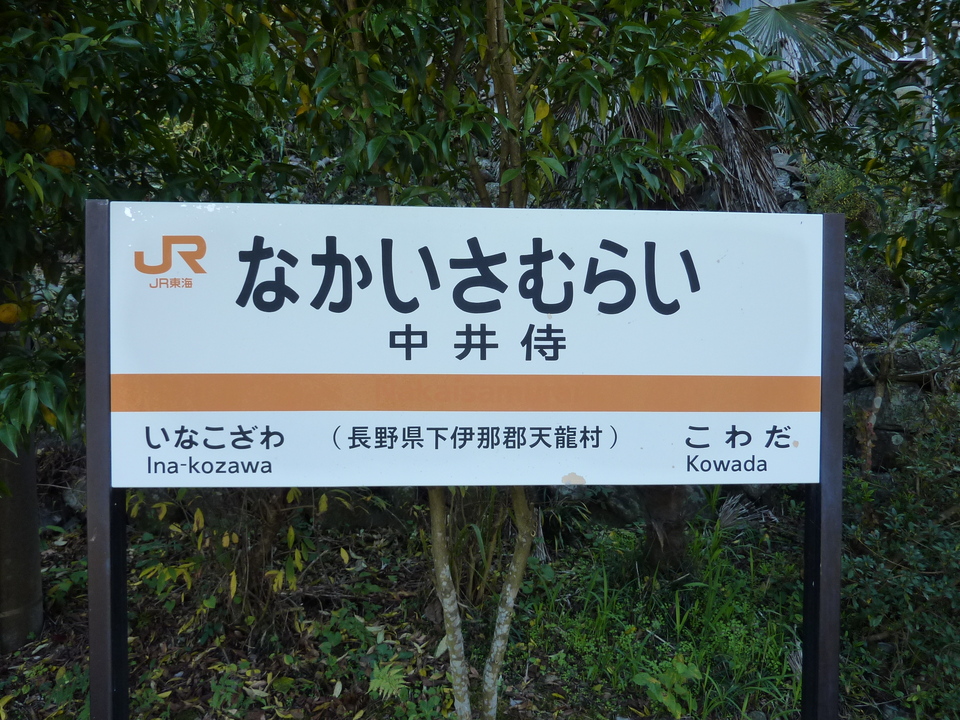 JR
JR東海
なかいさむらい
中井侍
Nakaisamurai
いなこざわ （長野県下伊那郡天龍村） こわだ
Ina-kozawa Kowada